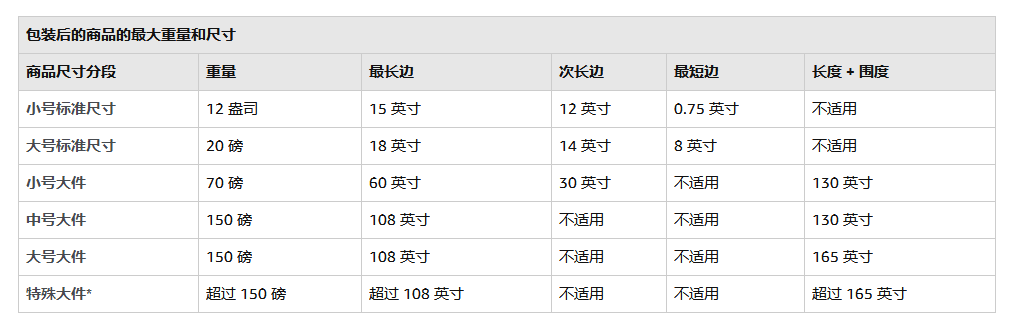 包装后的商品的最大重量和尺寸
商品尺寸分段 重量 最长边 次长边 最短边 长度 + 围度
小号标准尺寸 12 盎司 15 英寸 12 英寸 0.75 英寸 不适用
大号标准尺寸 20 磅 18 英寸 14 英寸 8 英寸 不适用
小号大件 70 磅 60 英寸 30 英寸 不适用 130 英寸
中号大件 150 磅 108 英寸 不适用 不适用 130 英寸
大号大件 150 磅 108 英寸 不适用 不适用 165 英寸
特殊大件* 超过 150 磅 超过 108 英寸 不适用 不适用 超过 165 英寸